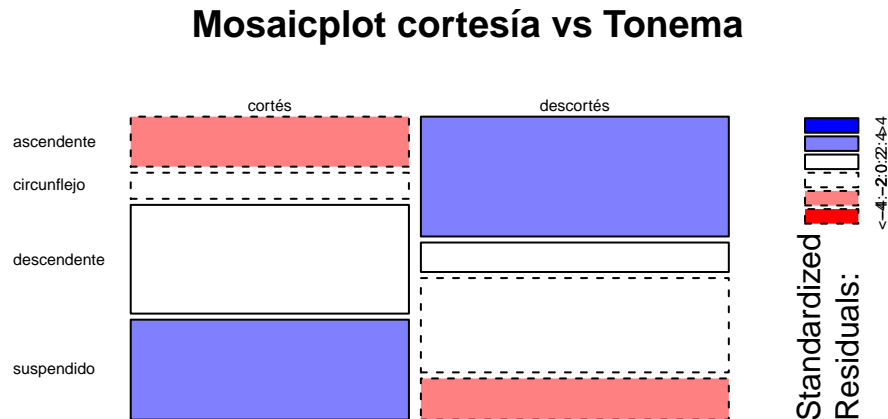 Mosaicplot cortesía vs Tonema
cortés
descortés
ascendente
circunflejo
descendente
suspendido
Standardized
Residuals: